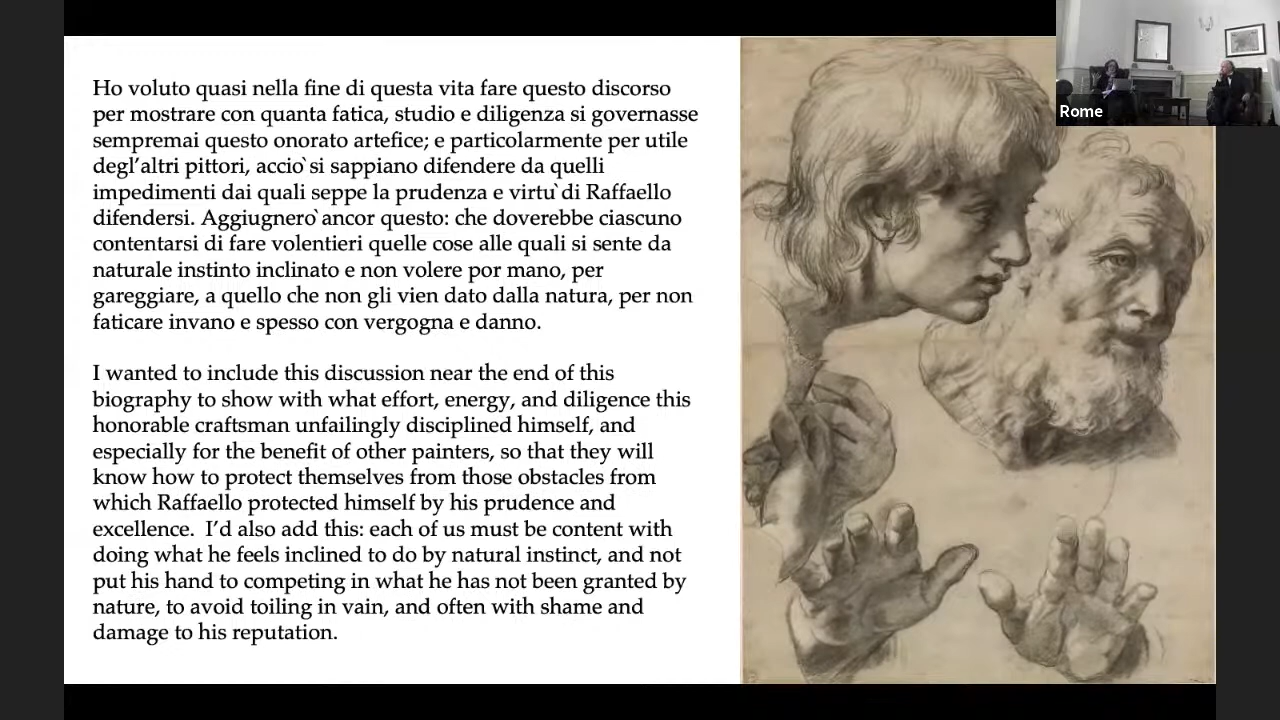 Ho voluto quasi nella fine di questa vita fare questo discorso
per mostrare con quanta fatica, studio e diligenza si governasse
sempremai questo onorato artefice; e particolarmente per utile
degl'altri pittori, accio` si sappiano difendere da quelli
impedimenti dai quali seppe la prudenza e virtu` di Raffaello
difendersi. Aggiugnero` ancor questo: che doverebbe ciascuno
contentarsi di fare volentieri quelle cose alle quali si sente da
naturale instinto inclinato e non volere por mano, per
gareggiare, a quello che non gli vien dato dalla natura, per non
faticare invano e spesso con vergogna e danno.
I wanted to include this discussion near the end of this
biography to show with what effort, energy, and diligence this
honorable craftsman unfailingly disciplined himself, and
especially for the benefit of other painters, so that they will
know how to protect themselves from those obstacles from
which Raffaello protected himself by his prudence and
excellence.  I'd also add this: each of us must be content with
doing what he feels inclined to do by natural instinct, and not
put his hand to competing in what he has not been granted by
nature, to avoid toiling in vain, and often with shame and
damage to his reputation.
Rome